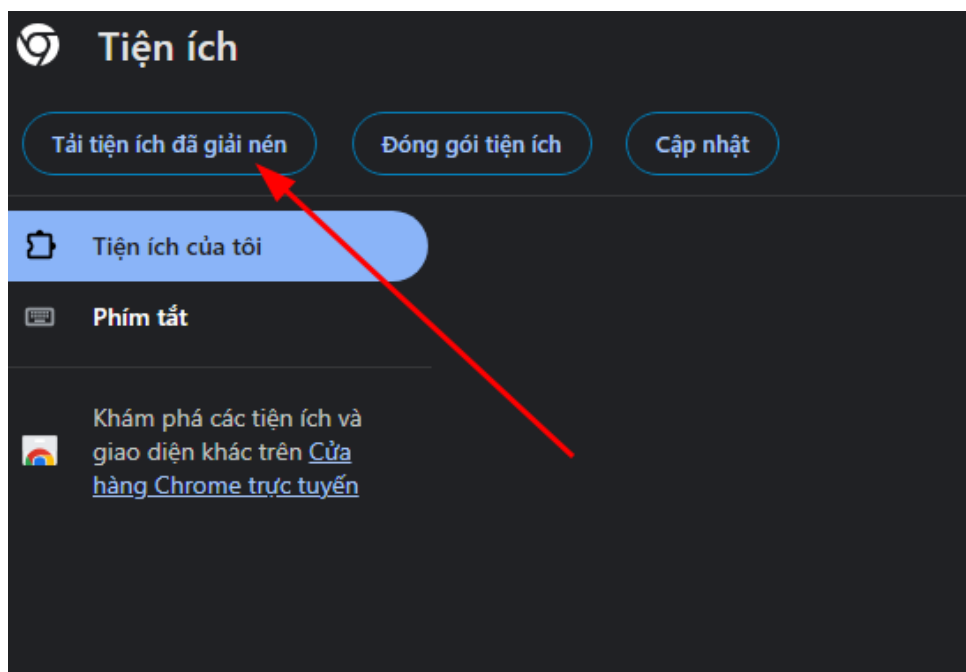 Tiện ích
Tải tiện ích đã giải nén
Đóng gói tiện ích
Cập nhật
Tiện ích của tôi
Phím tắt
Khám phá các tiện ích và
giao diện khác trên Cửa
hàng Chrome trực tuyến